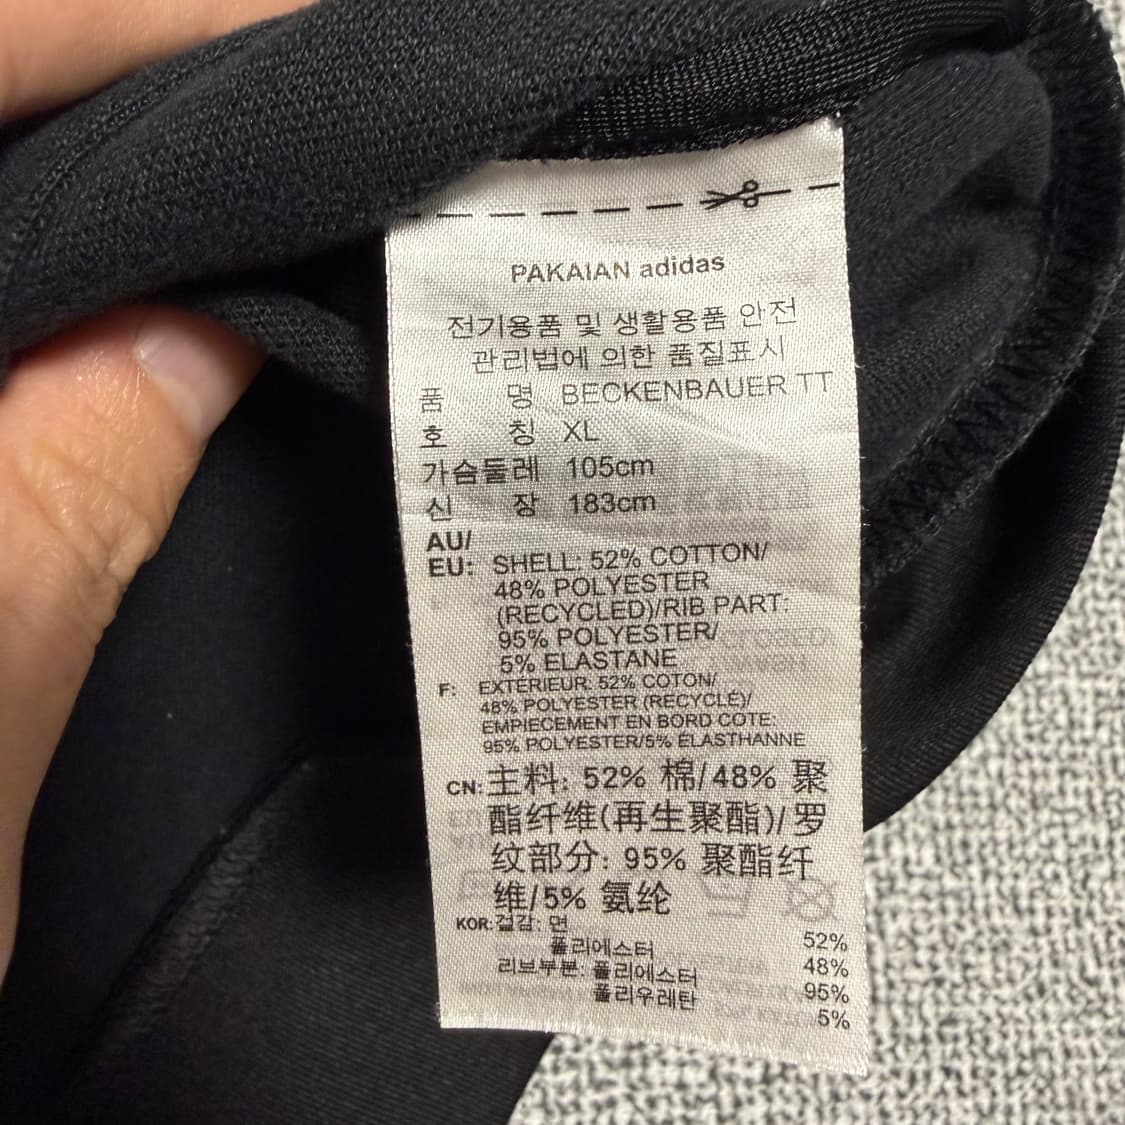 PAKAIAN adidas
전기용품 및 생활용품 안전
관리법에 의한 품질표시
품 명 BECKENBAUER TT
호 칭 XL
가슴둘레 105cm
신 장 183cm
AU/
EU: SHELL: 52% COTTON/
48% POLYESTER
(RECYCLED)/RIB PART:
95% POLYESTER/
5% ELASTANE
F: EXTÉRIEUR: 52% COTON/
48% POLYESTER (RECYCLÉ)/
EMPIECEMENT EN BORD COTE:
95% POLYESTER/5% ÉLASTHANNE
CN: 主料: 52% 棉/48% 聚
酯纤维(再生聚酯)/罗
纹部分: 95% 聚酯纤
维/5% 氨纶
KOR: 겉감: 면 52%
폴리에스터 48%
리브부분: 폴리에스터 95%
폴리우레탄 5%